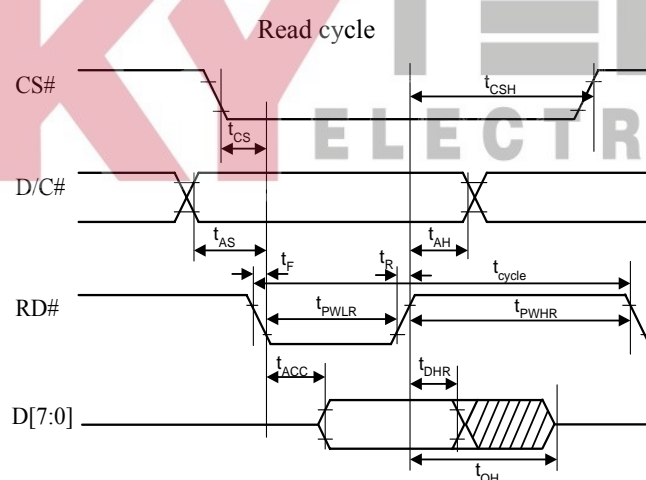 Read cycle
CS#
tCSH
tCS
ELECTR
D/C#
tAS
tAH
tF
tR
tcycle
RD#
tPWLR
tPWHR
tACC
tDHR
D[7:0]
tOH